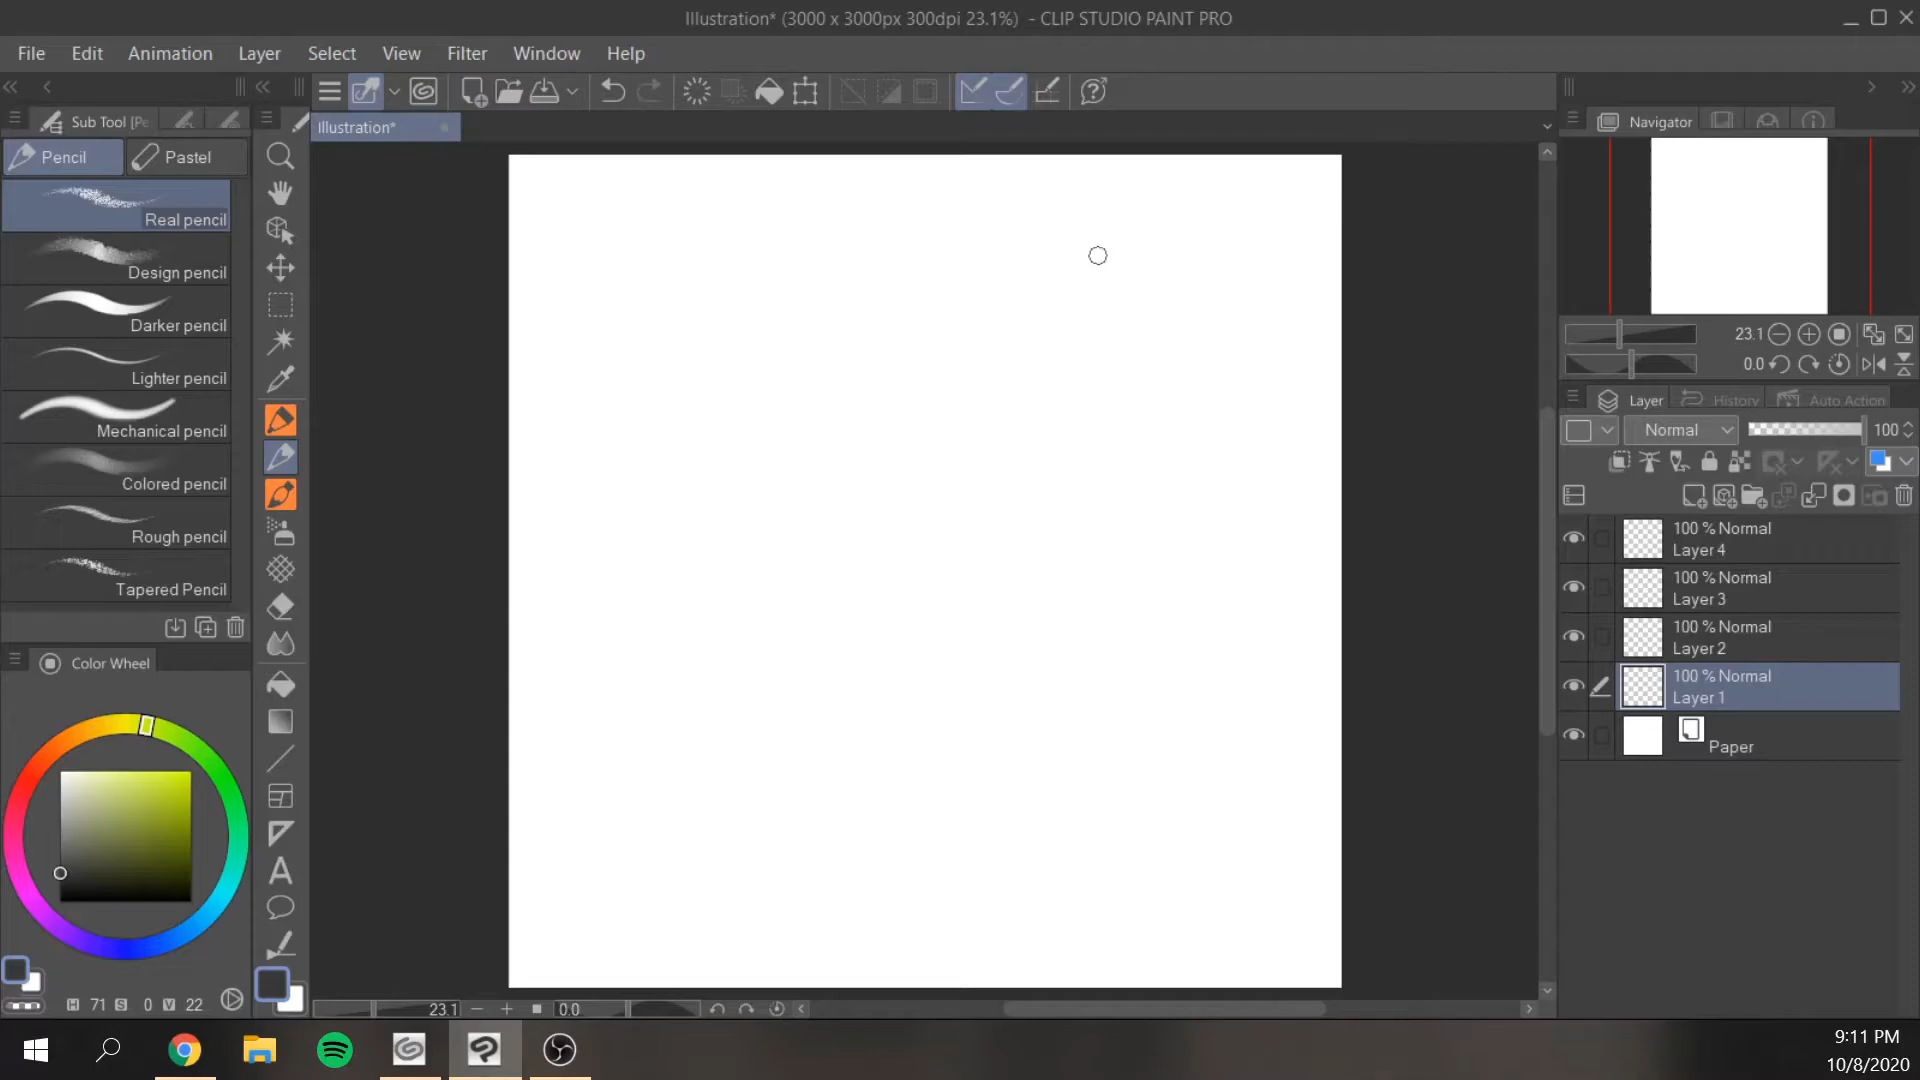 Illustration* (3000 x 3000px 300dpi 23.1%) - CLIP STUDIO PAINT PRO
File Edit Animation Layer Select View Filter Window Help
Sub Tool [Pe
Illustration*
Navigator
Pencil Pastel
Real pencil
Design pencil
Darker pencil
Lighter pencil
Mechanical pencil
Colored pencil
Rough pencil
Tapered Pencil
Color Wheel
H 71 S 0 V 22
23.1 0.0
23.1
0.0
Layer History Auto Action
Normal 100
100 % Normal
Layer 4
100 % Normal
Layer 3
100 % Normal
Layer 2
100 % Normal
Layer 1
Paper
9:11 PM
10/8/2020